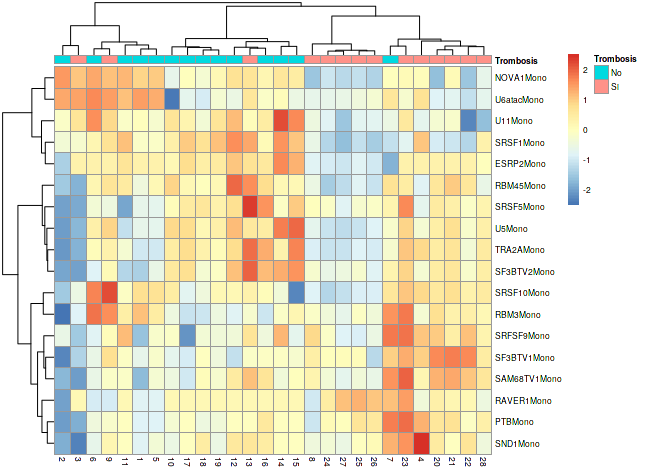 Trombosis
Trombosis
No
SI
2
1
0
-1
-2
NOVA1Mono
U6atacMono
U11Mono
SRSF1Mono
ESRP2Mono
RBM45Mono
SRSF5Mono
U5Mono
TRA2AMono
SF3BTV2Mono
SRSF10Mono
RBM3Mono
SRFSF9Mono
SF3BTV1Mono
SAM68TV1Mono
RAVER1Mono
PTBMono
SND1Mono
2 3 6 9 11 1 5 10 17 18 19 12 13 16 14 15 8 24 27 25 26 7 23 4 20 21 22 28